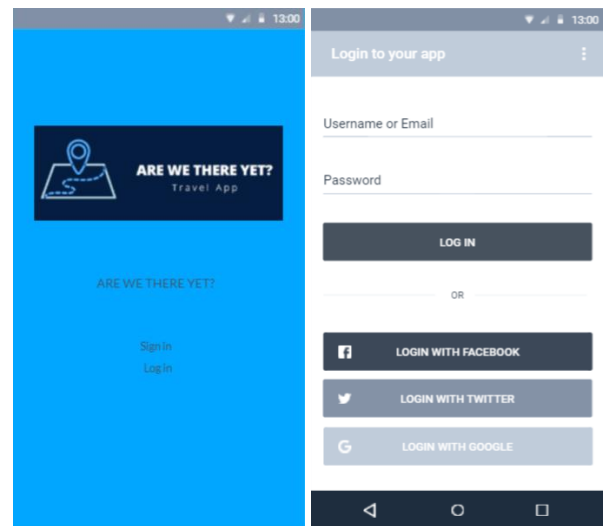 13:00
ARE WE THERE YET?
Travel App
ARE WE THERE YET?
Sign in
Log in
13:00
Login to your app
Username or Email
Password
LOG IN
OR
LOGIN WITH FACEBOOK
LOGIN WITH TWITTER
G LOGIN WITH GOOGLE